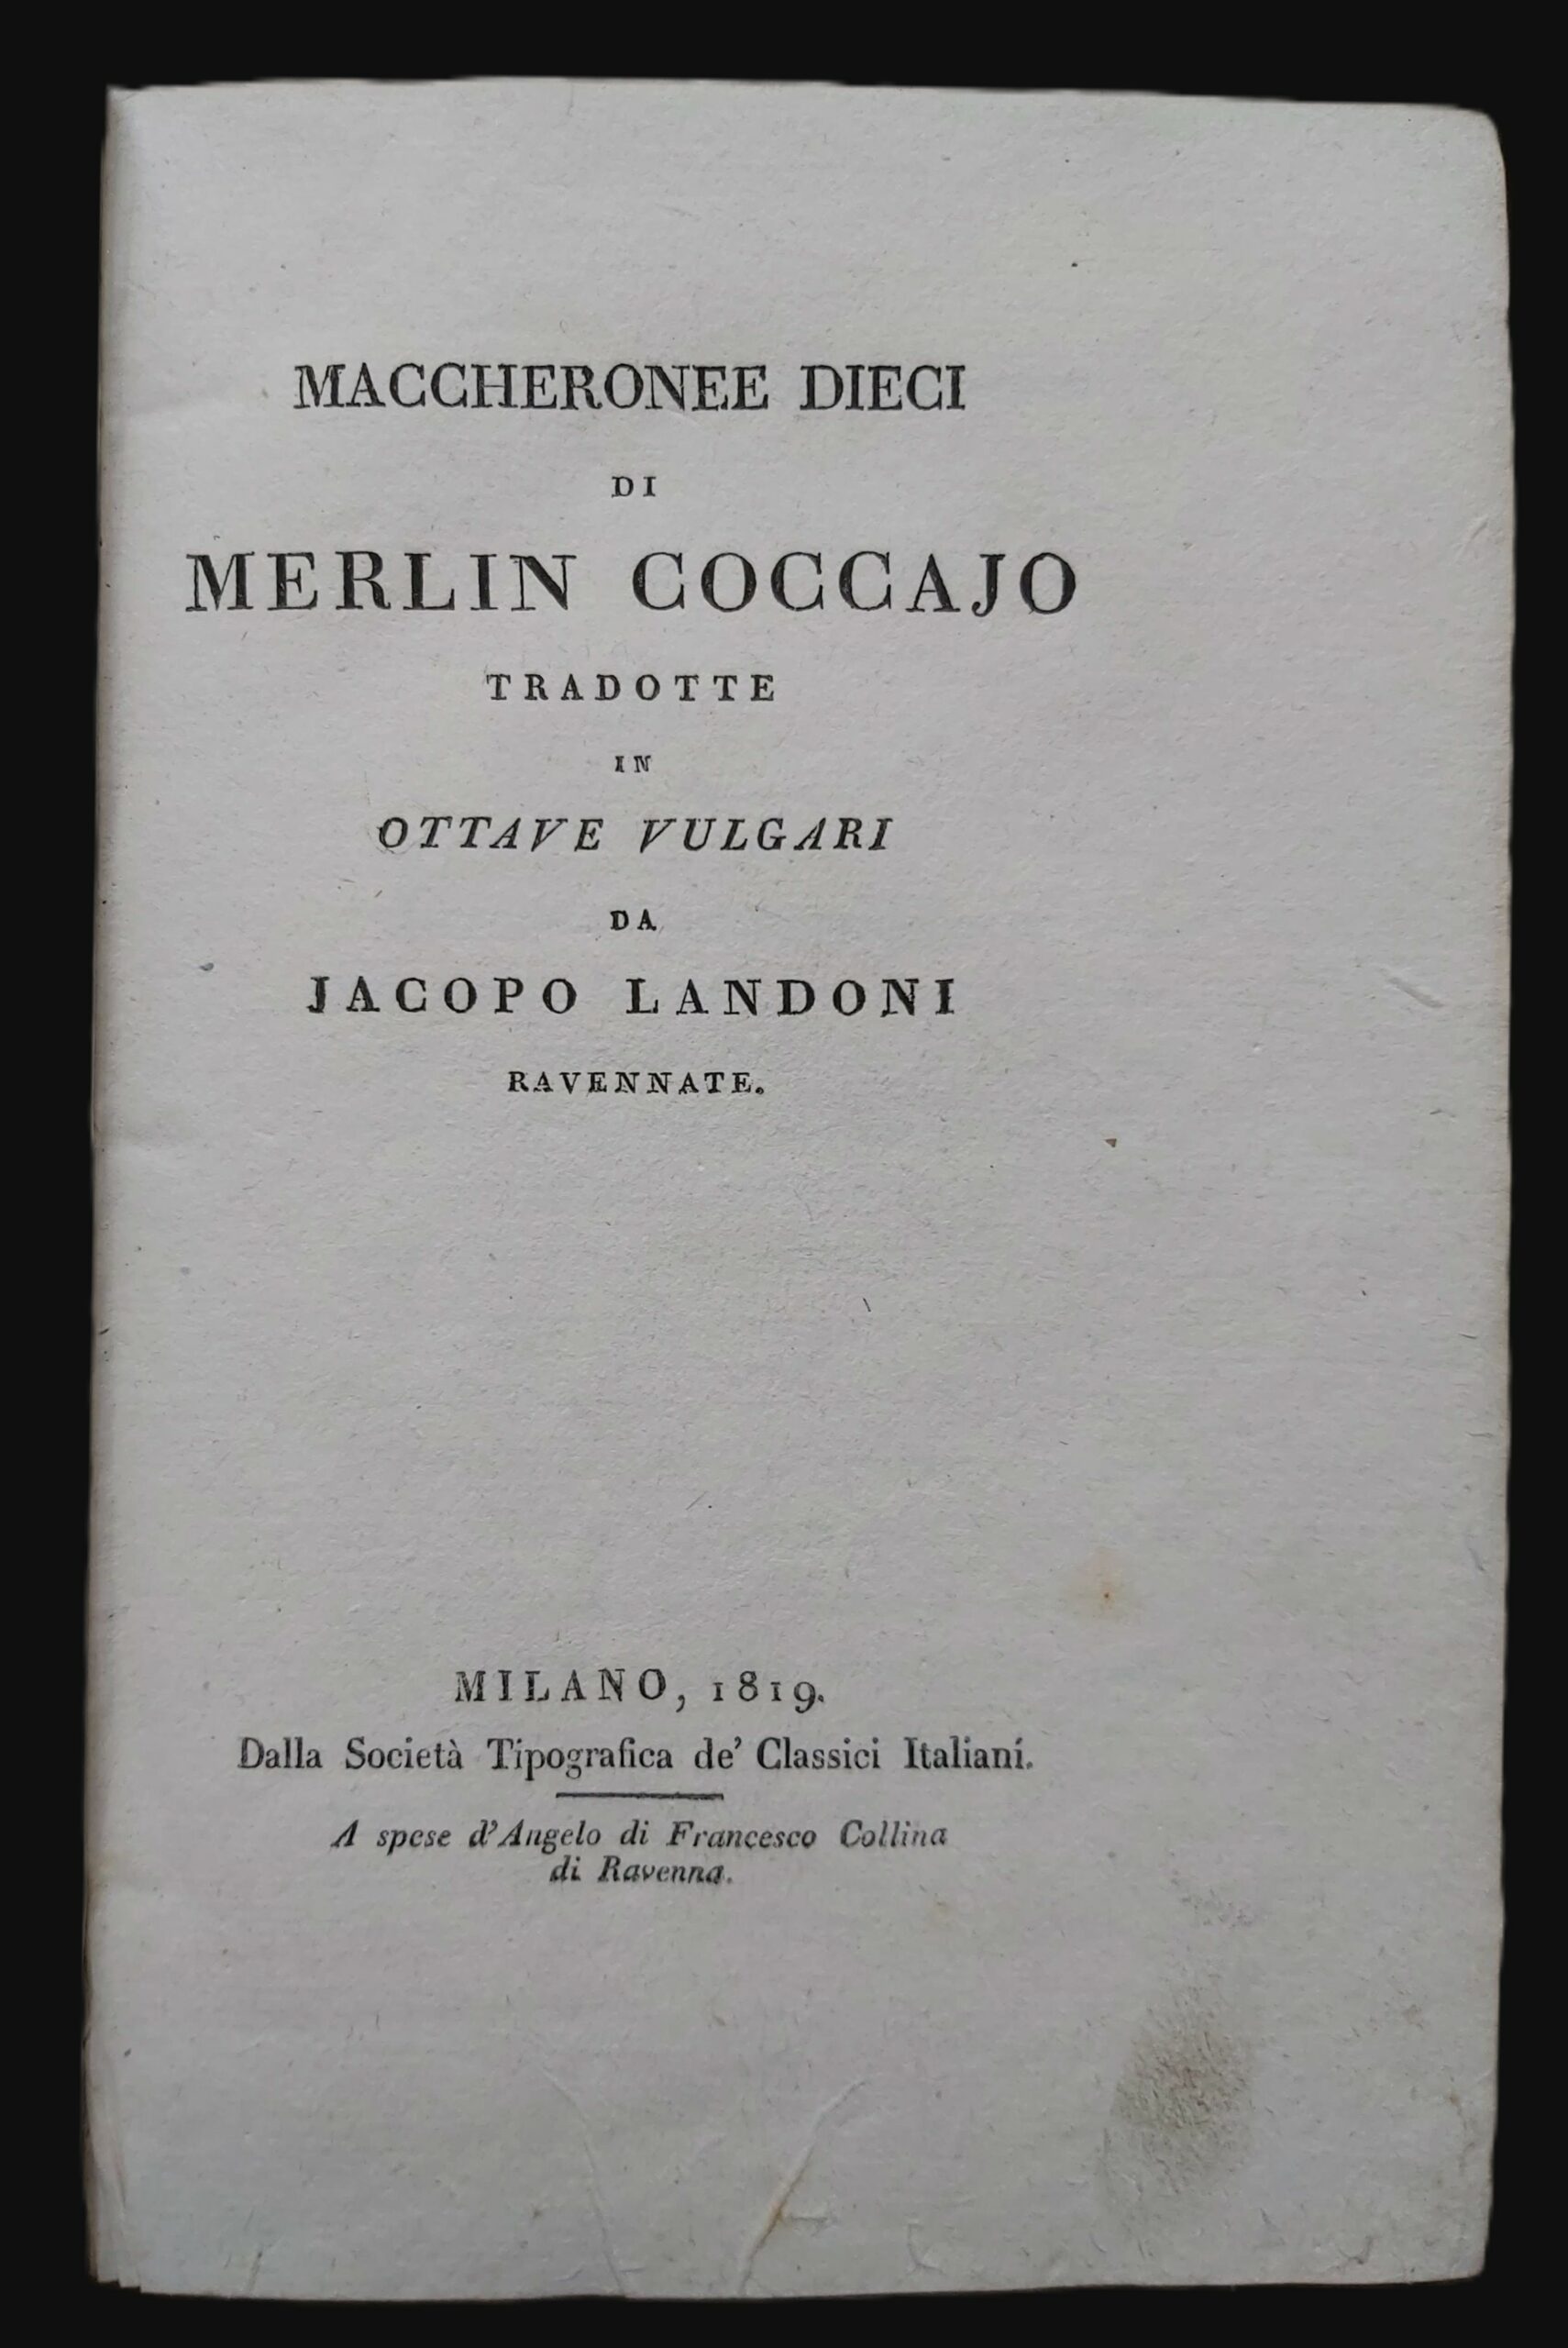 MACCHERONEE DIECI
DI
MERLIN COCCAJO
TRADOTTE
IN
OTTAVE VULGARI
DA
JACOPO LANDONI
RAVENNATE.
MILANO, 1819.
Dalla Società Tipografica de' Classici Italiani.
A spese d'Angelo di Francesco Collina
di Ravenna.